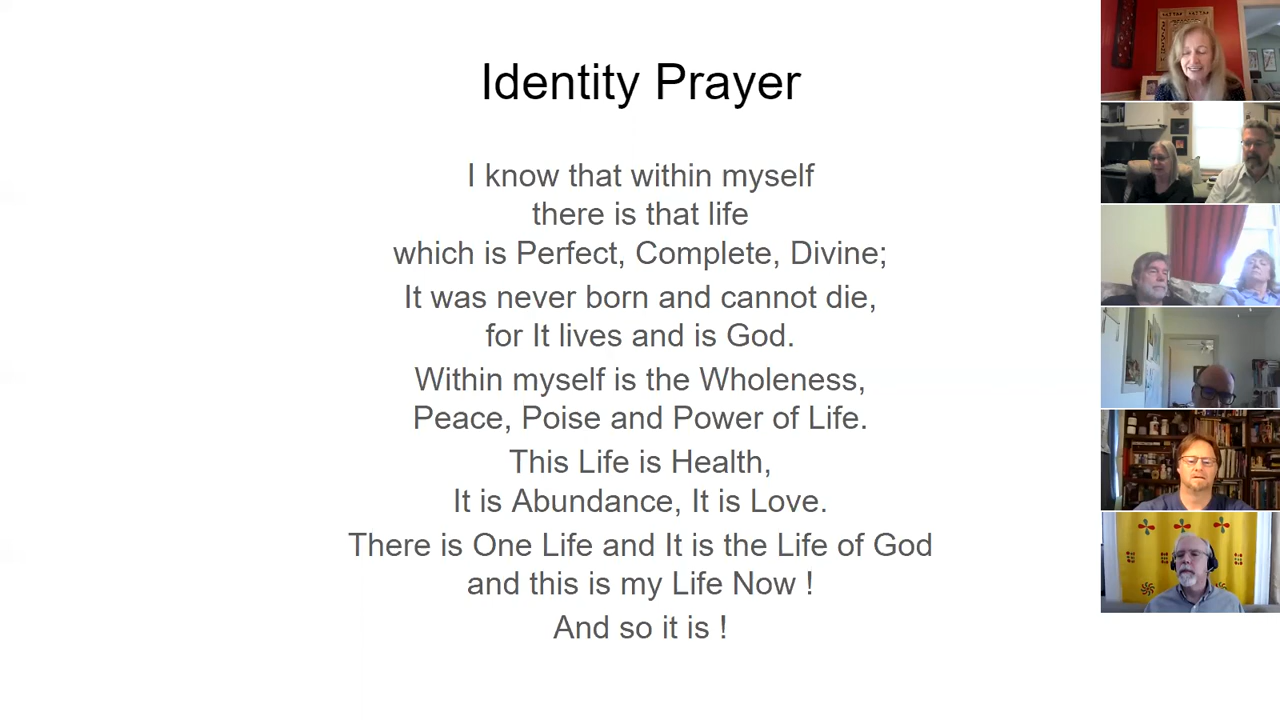 Identity Prayer
I know that within myself
there is that life
which is Perfect, Complete, Divine;
It was never born and cannot die,
for It lives and is God.
Within myself is the Wholeness,
Peace, Poise and Power of Life.
This Life is Health,
It is Abundance, It is Love.
There is One Life and It is the Life of God
and this is my Life Now !
And so it is !